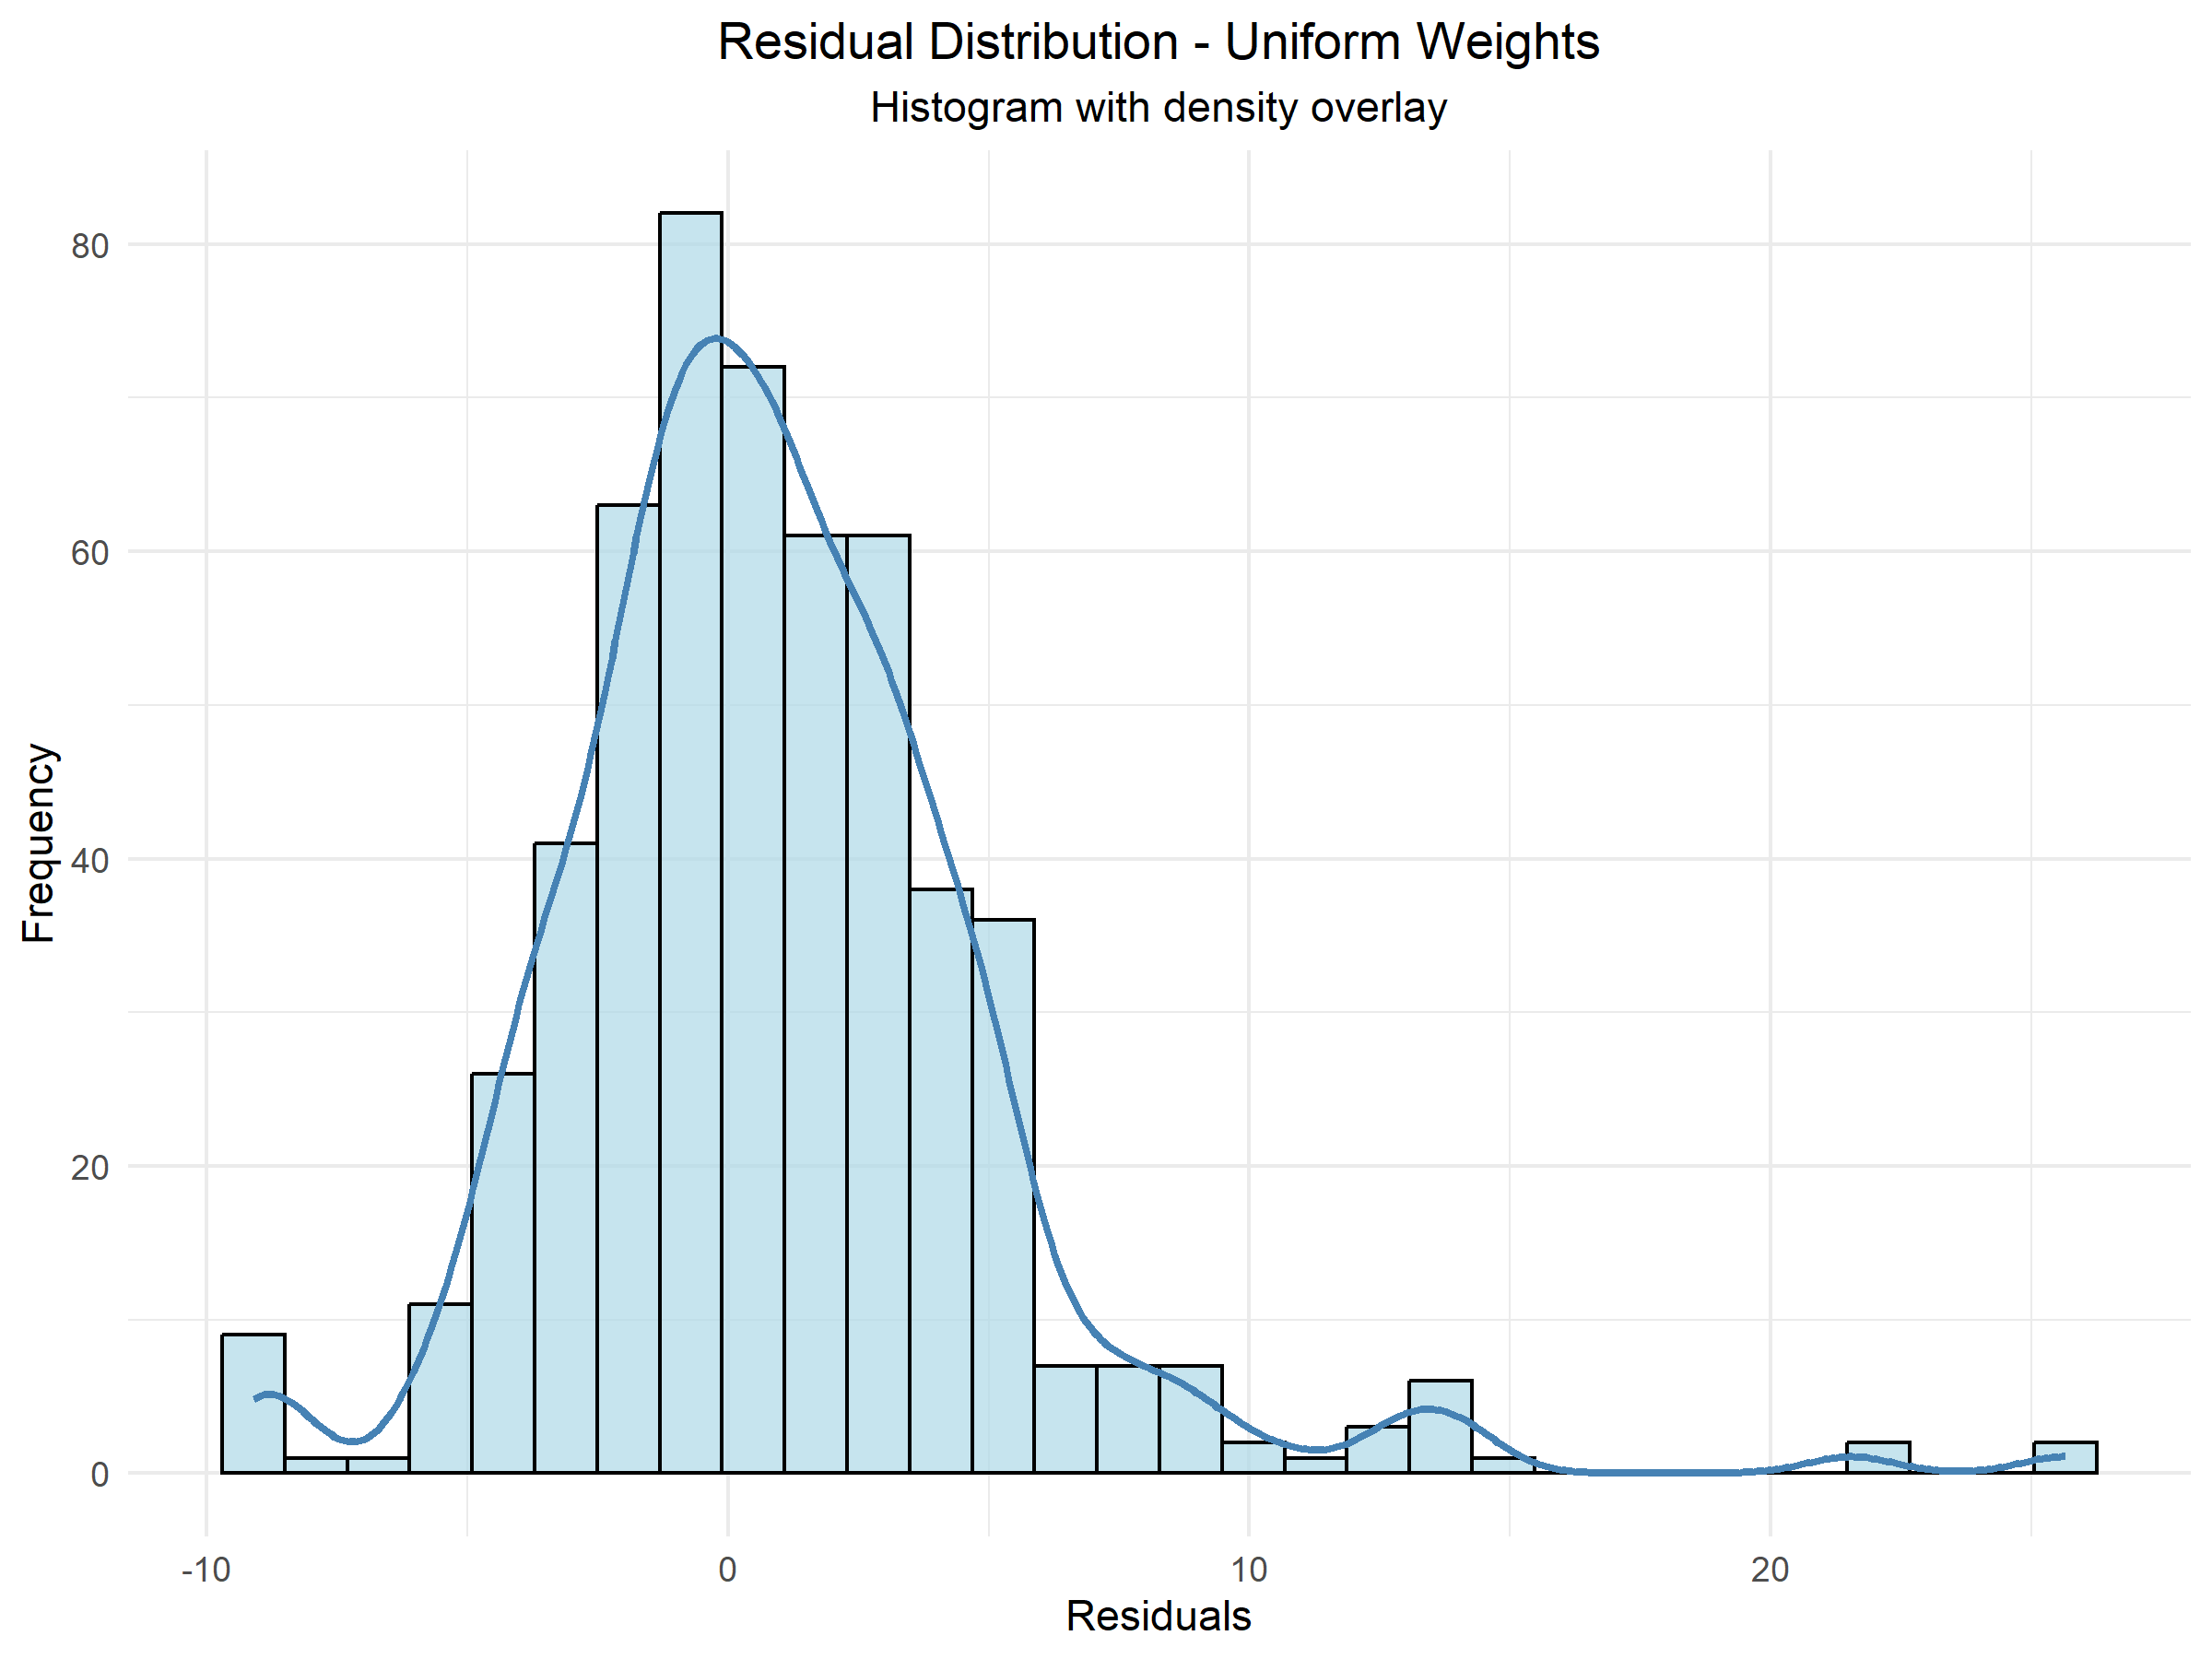 Residual Distribution - Uniform Weights
Histogram with density overlay
Frequency
80
60
40
20
0
-10 0 10 20
Residuals